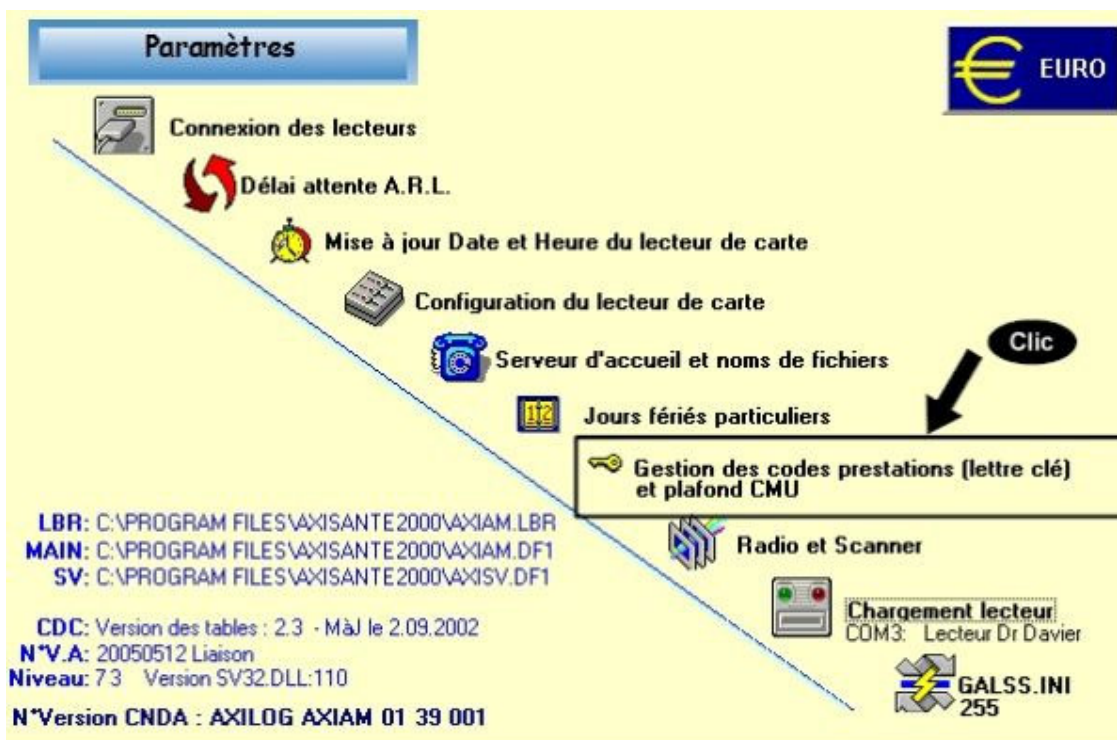 Paramètres
€ EURO
Connexion des lecteurs
Délai attente A.R.L.
Mise à jour Date et Heure du lecteur de carte
Configuration du lecteur de carte
Clic
Serveur d'accueil et noms de fichiers
12
Jours fériés particuliers
Gestion des codes prestations (lettre clé)
et plafond CMU
LBR: C:\PROGRAM FILES\AXISANTE2000\AXIAM.LBR
MAIN: C:\PROGRAM FILES\AXISANTE2000\AXIAM.DF1
SV: C:\PROGRAM FILES\AXISANTE2000\AXISV.DF1
Radio et Scanner
CDC: Version des tables : 2.3 - MàJ le 2.09.2002
N°V.A: 20050512 Liaison
Niveau: 73 Version SV32.DLL:110
N°Version CNDA : AXILOG AXIAM 01 39 001
Chargement lecteur
COM3: Lecteur Dr Davier
GALSS.INI
255